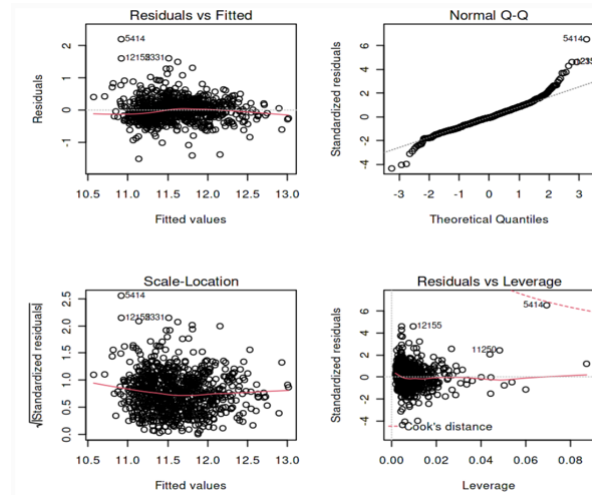 Residuals vs Fitted
5414
12155
3331
Residuals
2
1
0
-1
10.5 11.0 11.5 12.0 12.5 13.0
Fitted values
Normal Q-Q
5414
Standardized residuals
6
4
2
0
-2
-4
-3 -2 -1 0 1 2 3
Theoretical Quantiles
Scale-Location
5414
12155
3331
√|Standardized residuals|
2.5
2.0
1.5
1.0
0.5
0.0
10.5 11.0 11.5 12.0 12.5 13.0
Fitted values
Residuals vs Leverage
5414
12155
11250
Standardized residuals
6
4
2
0
-2
-4
Cook's distance
0.00 0.02 0.04 0.06 0.08
Leverage